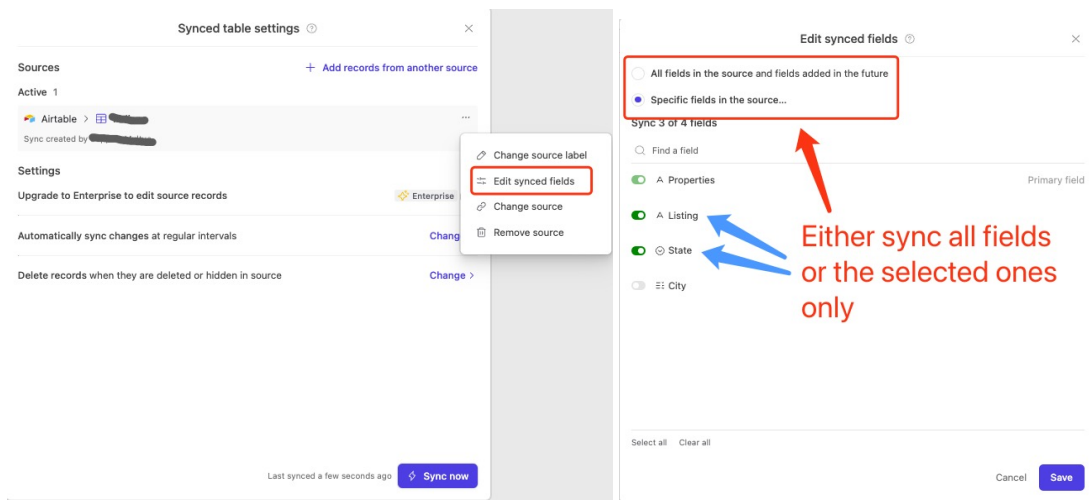 Synced table settings
Sources
+ Add records from another source
Active 1
Airtable >
Sync created by
Settings
Upgrade to Enterprise to edit source records
Enterprise
Automatically sync changes at regular intervals
Delete records when they are deleted or hidden in source
Change >
Last synced a few seconds ago
Sync now
Change source label
Edit synced fields
Change source
Remove source
Edit synced fields
All fields in the source and fields added in the future
Specific fields in the source...
Sync 3 of 4 fields
Find a field
A Properties
Primary field
A Listing
State
City
Either sync all fields
or the selected ones
only
Select all Clear all
Cancel
Save